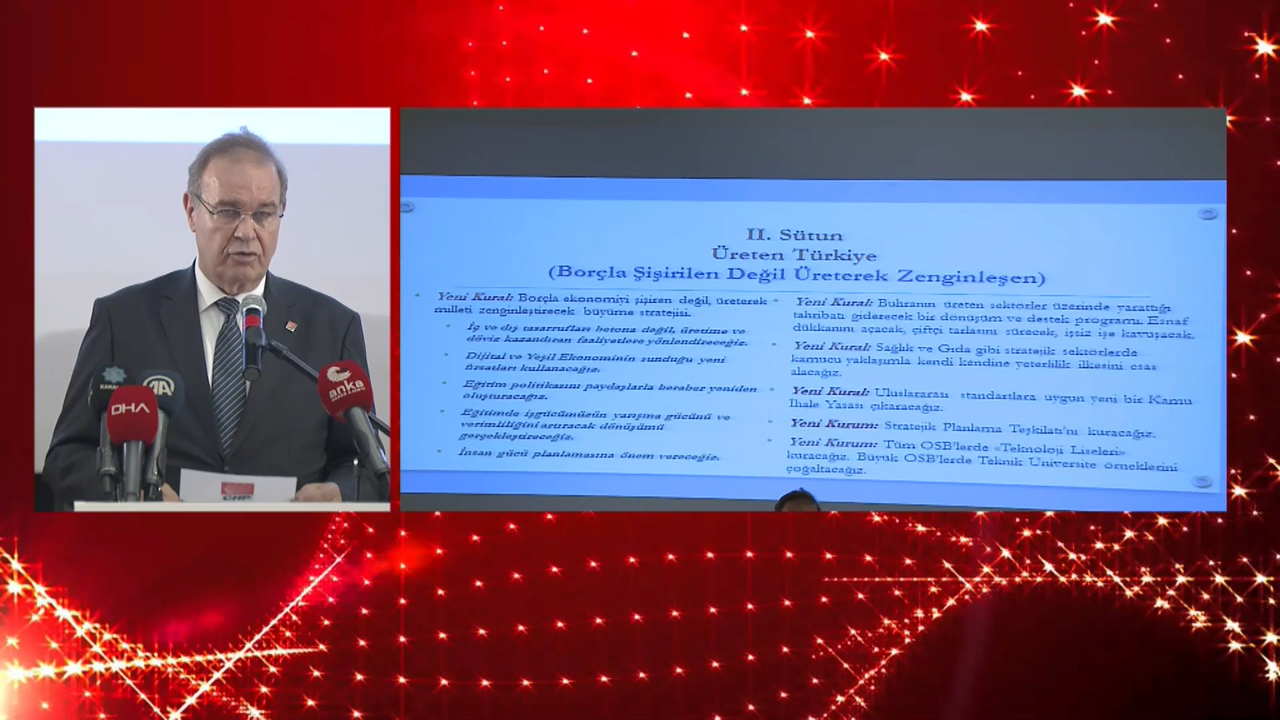 KARAR
AA
DHA
anka
CHP
II. Sütun
Üreten Türkiye
(Borçla Şişirilen Değil Üreterek Zenginleşen)
• Yeni Kural: Borçla ekonomiyi şişiren değil, üreterek
milleti zenginleştirecek büyüme stratejisi.
• İç ve dış tasarrufları betona değil, üretime ve
döviz kazandıran faaliyetlere yönlendireceğiz.
• Dijital ve Yeşil Ekonominin sunduğu yeni
fırsatları kullanacağız.
• Eğitim politikasını paydaşlarla beraber yeniden
oluşturacağız.
• Eğitimde işgücümüzün yarışma gücünü ve
verimliliğini artıracak dönüşümü
gerçekleştireceğiz.
• İnsan gücü planlamasına önem vereceğiz.
• Yeni Kural: Buhranın üreten sektörler üzerinde yarattığı
tahribatı giderecek bir dönüşüm ve destek programı. Esnaf
dükkanını açacak, çiftçi tarlasını sürecek, işsiz işe kavuşacak.
• Yeni Kural: Sağlık ve Gıda gibi stratejik sektörlerde
kamucu yaklaşımla kendi kendine yeterlilik ilkesini esas
alacağız.
• Yeni Kural: Uluslararası standartlara uygun yeni bir Kamu
İhale Yasası çıkaracağız.
• Yeni Kurum: Stratejik Planlama Teşkilatı'nı kuracağız.
• Yeni Kurum: Tüm OSB'lerde «Teknoloji Liseleri»
kuracağız. Büyük OSB'lerde Teknik Üniversite örneklerini
çoğaltacağız.